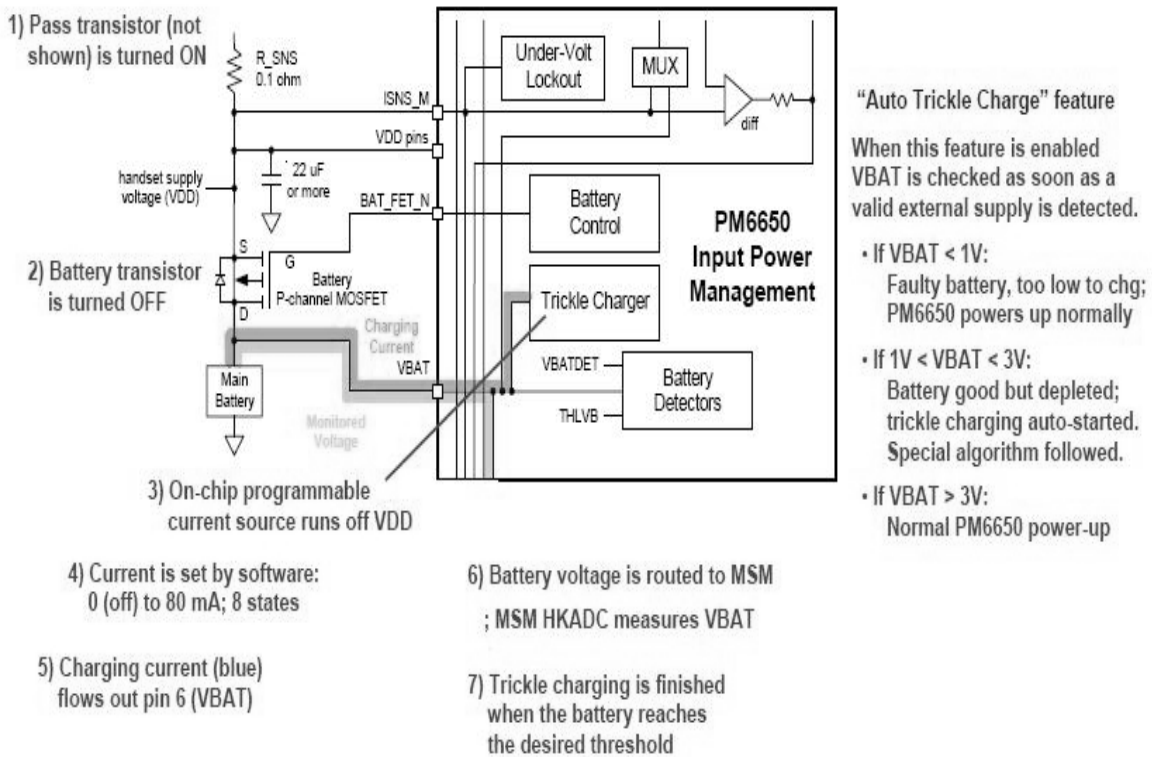 1) Pass transistor (not
shown) is turned ON
R_SNS
0.1 ohm
ISNS_M
VDD pins
handset supply
voltage (VDD)
22 uF
or more
BAT_FET_N
S
G
D
Battery
P-channel MOSFET
2) Battery transistor
is turned OFF
Charging
Current
VBAT
Main
Battery
Monitored
Voltage
Under-Volt
Lockout
MUX
diff
Battery
Control
PM6650
Input Power
Management
Trickle Charger
VBATDET
THLVB
Battery
Detectors
3) On-chip programmable
current source runs off VDD
4) Current is set by software:
0 (off) to 80 mA; 8 states
5) Charging current (blue)
flows out pin 6 (VBAT)
6) Battery voltage is routed to MSM
; MSM HKADC measures VBAT
7) Trickle charging is finished
when the battery reaches
the desired threshold
“Auto Trickle Charge” feature
When this feature is enabled
VBAT is checked as soon as a
valid external supply is detected.
• If VBAT < 1V:
Faulty battery, too low to chg;
PM6650 powers up normally
• If 1V < VBAT < 3V:
Battery good but depleted;
trickle charging auto-started.
Special algorithm followed.
• If VBAT > 3V:
Normal PM6650 power-up